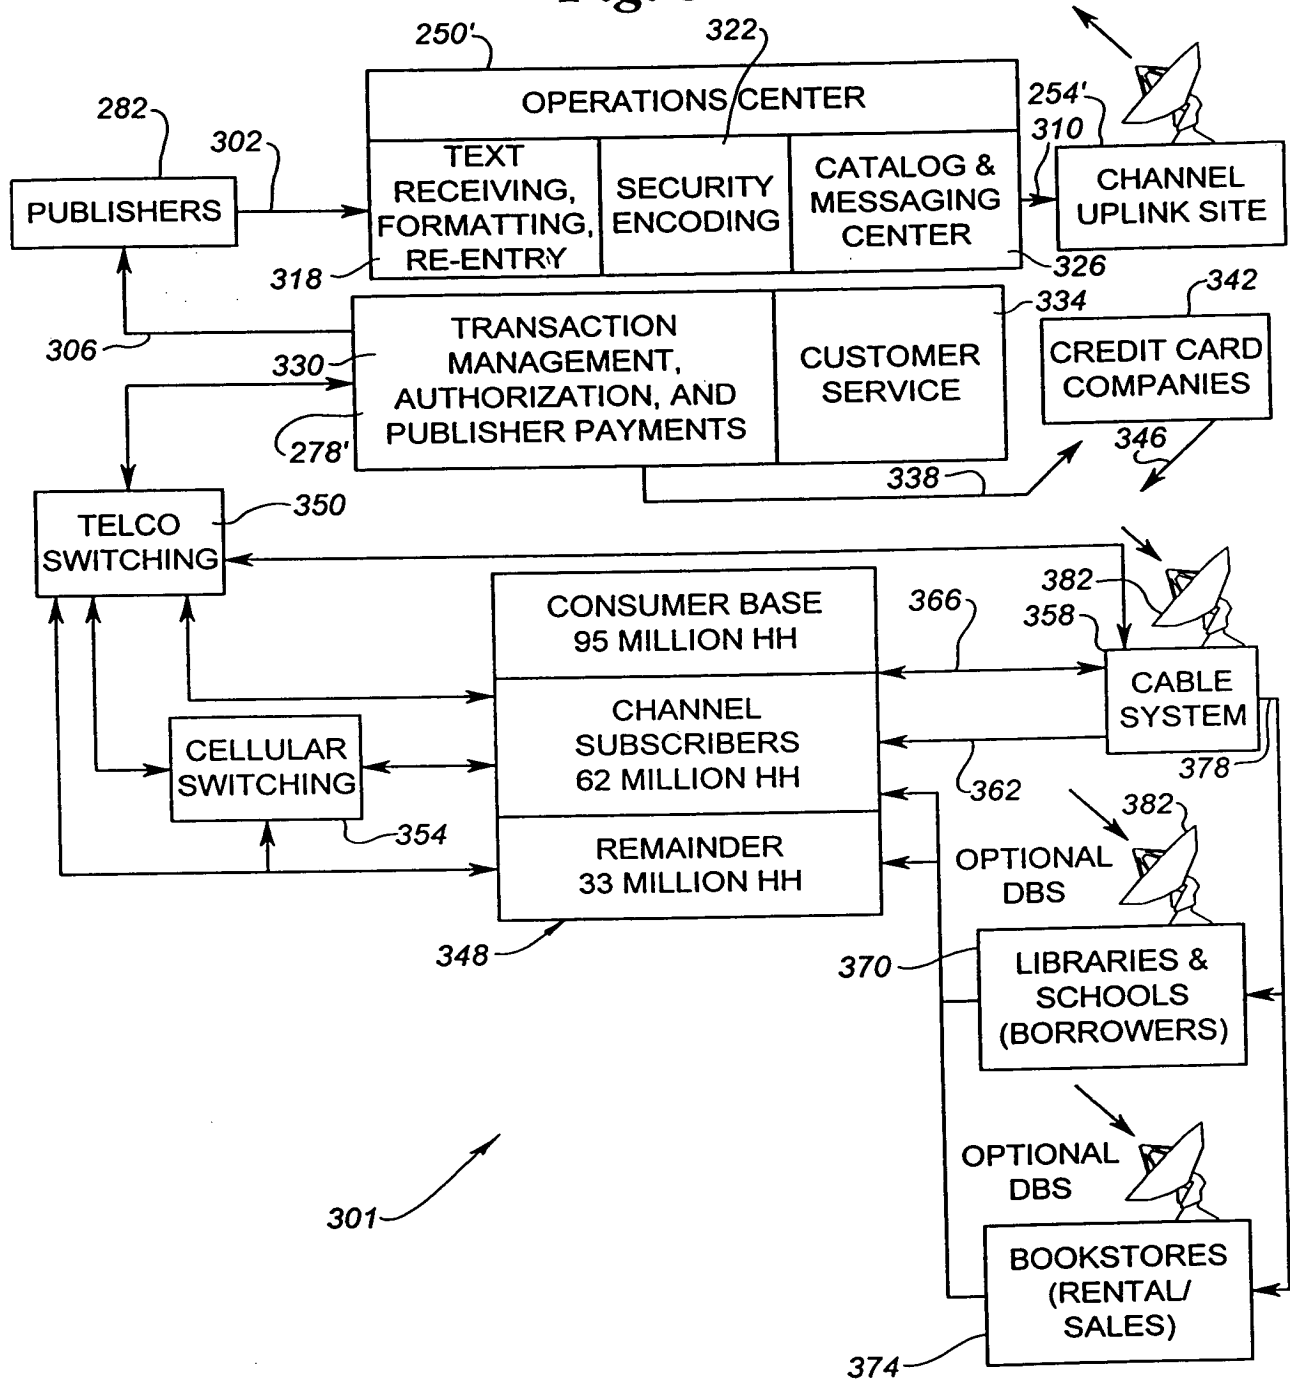 250'
322
OPERATIONS CENTER
254'
282
302
310
TEXT
RECEIVING,
FORMATTING,
RE-ENTRY
SECURITY
ENCODING
CATALOG &
MESSAGING
CENTER
CHANNEL
UPLINK SITE
PUBLISHERS
318
326
342
334
306
330
TRANSACTION
MANAGEMENT,
AUTHORIZATION, AND
PUBLISHER PAYMENTS
CUSTOMER
SERVICE
CREDIT CARD
COMPANIES
278'
346
338
350
TELCO
SWITCHING
382
366
358
CONSUMER BASE
95 MILLION HH
CABLE
SYSTEM
CHANNEL
SUBSCRIBERS
62 MILLION HH
CELLULAR
SWITCHING
378
362
382
354
REMAINDER
33 MILLION HH
OPTIONAL
DBS
348
370
LIBRARIES &
SCHOOLS
(BORROWERS)
OPTIONAL
DBS
301
BOOKSTORES
(RENTAL/
SALES)
374